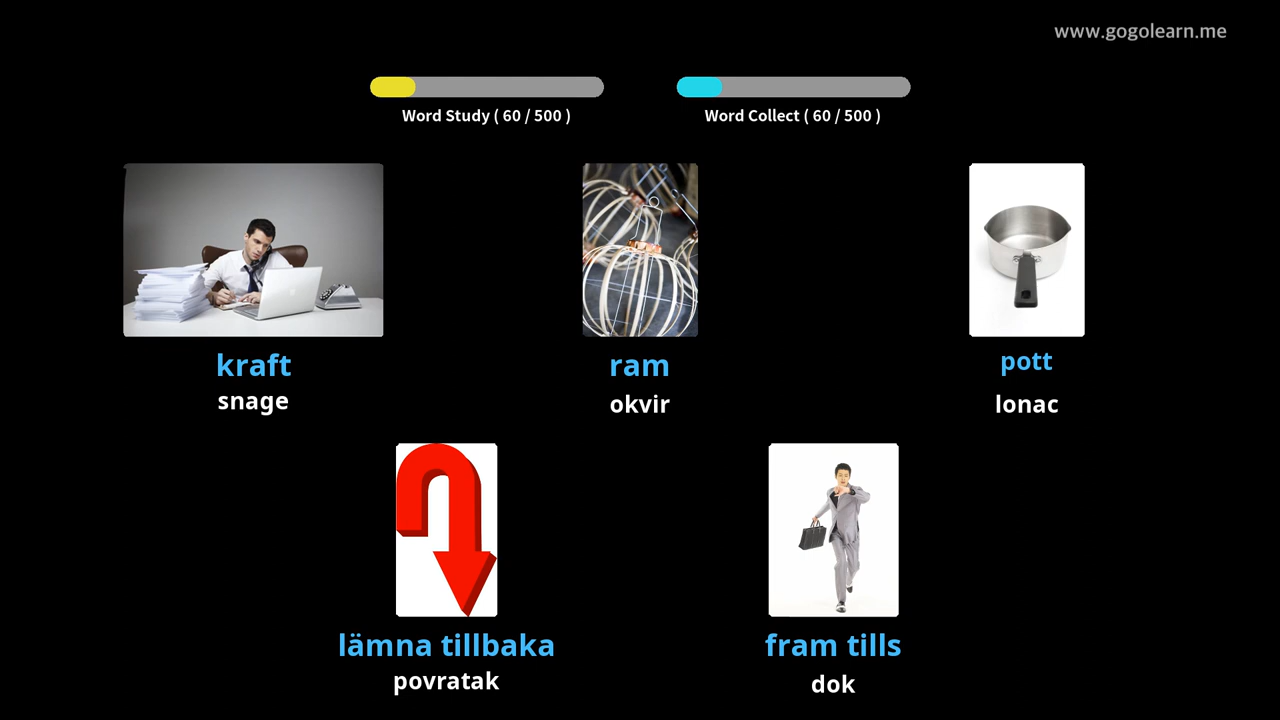 www.gogolearn.me
Word Study ( 60 / 500 )
Word Collect ( 60 / 500 )
kraft
snage
ram
okvir
pott
lonac
lämna tillbaka
povratak
fram tills
dok